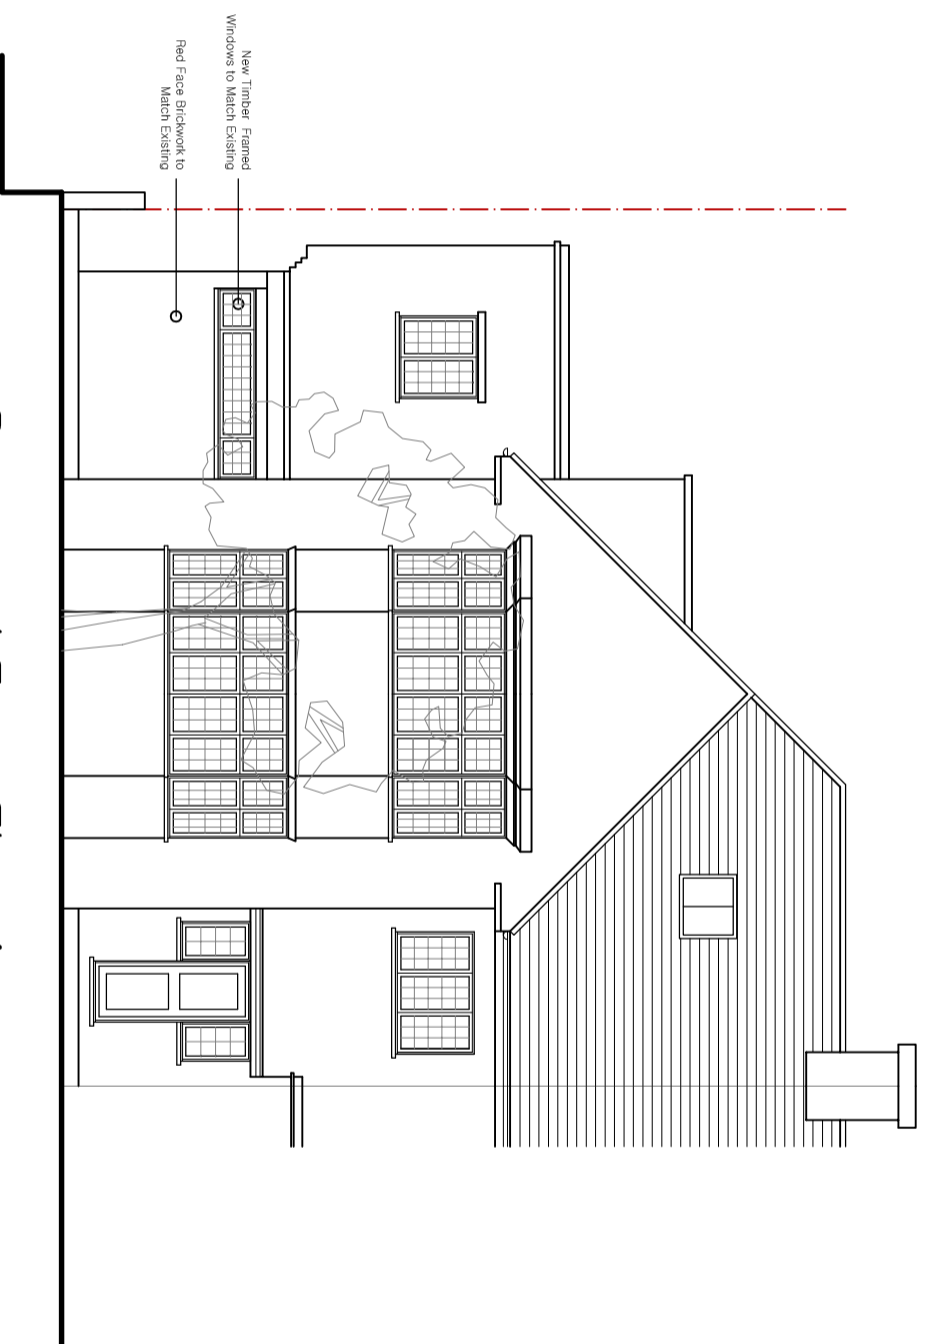 New Timber Framed
Windows to Match Existing
Red Face Brickwork to
Match Existing